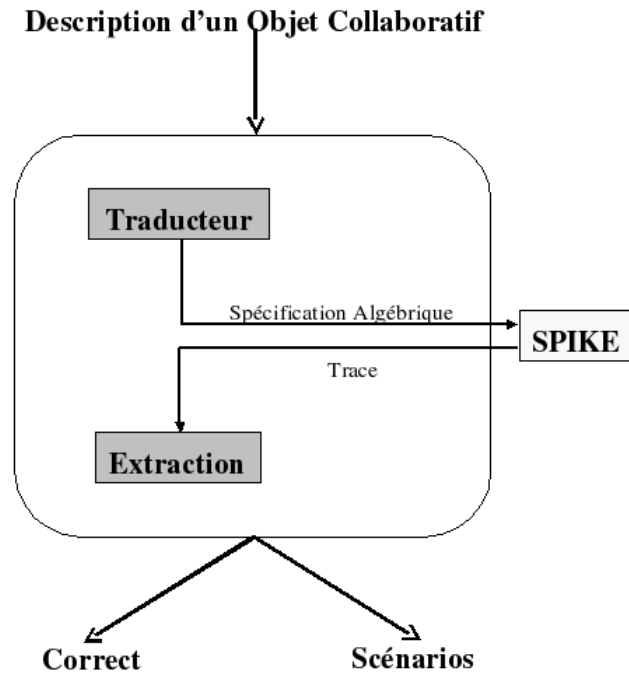 Description d'un Objet Collaboratif
Traducteur
Spécification Algébrique
SPIKE
Trace
Extraction
Correct
Scénarios